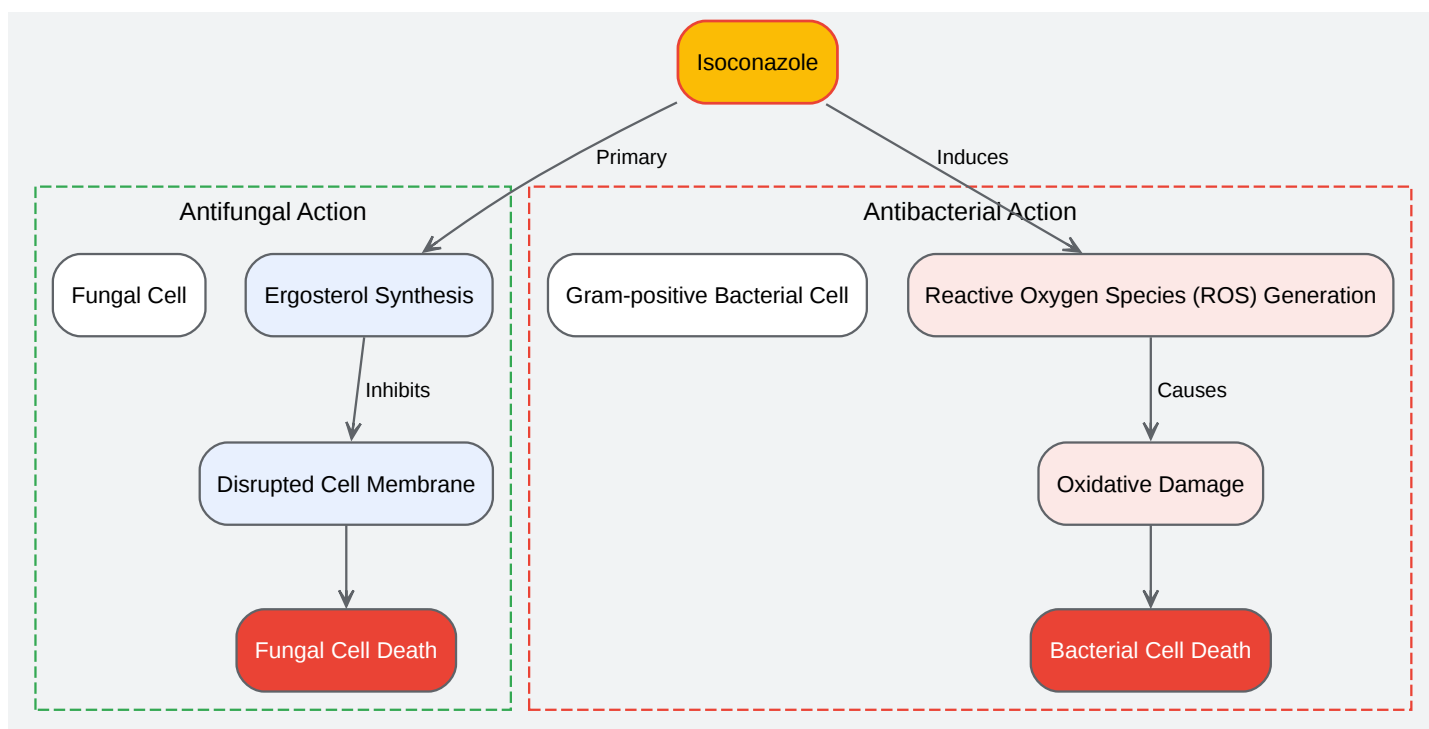 Isoconazole
Primary
Induces
Antifungal Action
Antibacterial Action
Fungal Cell
Ergosterol Synthesis
Gram-positive Bacterial Cell
Reactive Oxygen Species (ROS) Generation
Inhibits
Causes
Disrupted Cell Membrane
Oxidative Damage
Fungal Cell Death
Bacterial Cell Death